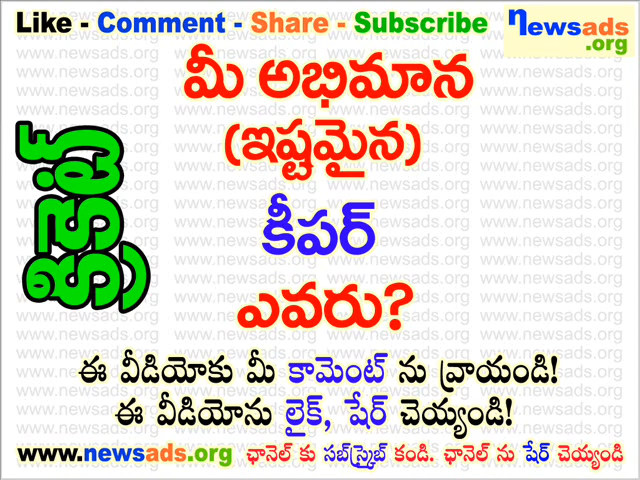 Like - Comment - Share - Subscribe
newsads
.org
మీ అభిమాన
(ఇష్టమైన)
కీపర్
ఎవరు?
క్రికెట్
ఈ వీడియోకు మీ కామెంట్ ను వ్రాయండి!
ఈ వీడియోను లైక్, షేర్ చెయ్యండి!
www.newsads.org ఛానెల్ కు సబ్‌స్క్రైబ్ కండి. ఛానెల్ ను షేర్ చెయ్యండి